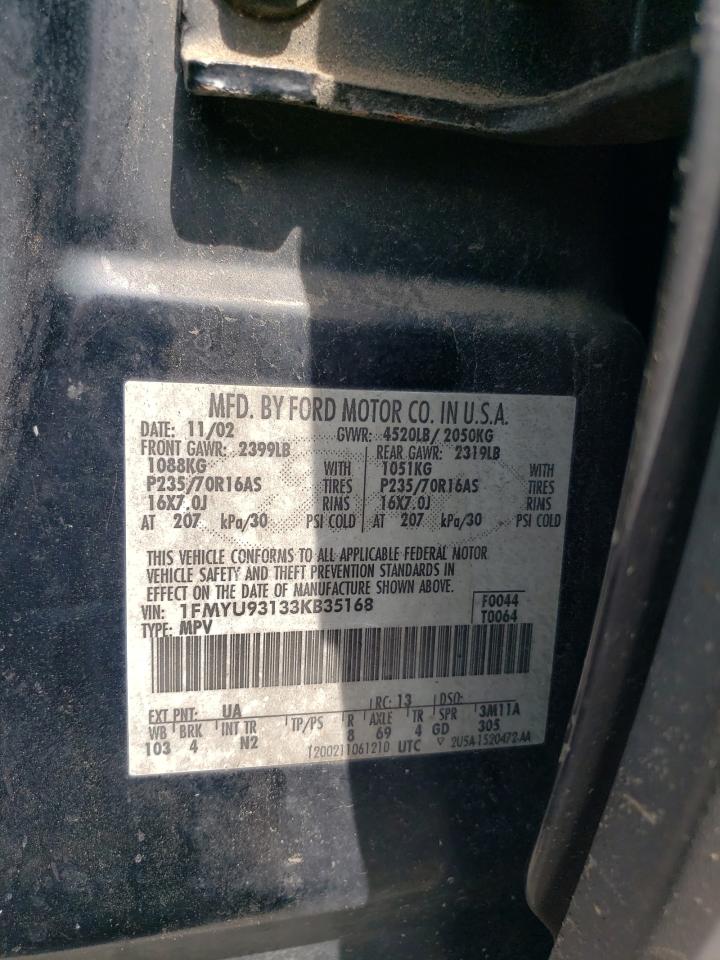 MFD. BY FORD MOTOR CO. IN U.S.A.
DATE: 11/02 GVWR: 4520LB/ 2050KG
FRONT GAWR: 2399LB REAR GAWR: 2319LB
1088KG WITH 1051KG WITH
P235/70R16AS TIRES P235/70R16AS TIRES
16X7.0J RIMS 16X7.0J RIMS
AT 207 kPa/30 PSI COLD AT 207 kPa/30 PSI COLD
THIS VEHICLE CONFORMS TO ALL APPLICABLE FEDERAL MOTOR
VEHICLE SAFETY AND THEFT PREVENTION STANDARDS IN
EFFECT ON THE DATE OF MANUFACTURE SHOWN ABOVE.
VIN: 1FMYU93133KB35168 F0044
TYPE: MPV T0064
EXT PNT: UA RC: 13 DSO:
WB BRK INT TR TP/PS R AXLE TR SPR 3M11A
103 4 N2 8 69 4 GD 305
T200211061210 UTC 2U5A 1520472 AA